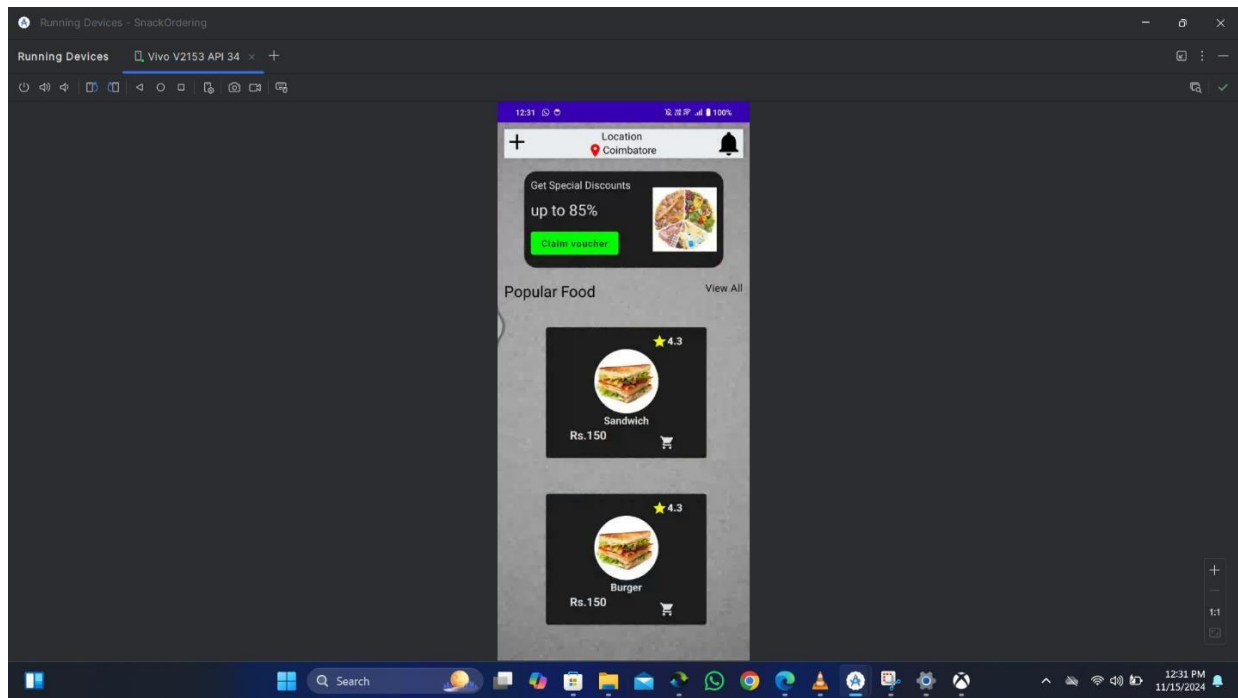 Running Devices - SnackOrdering
Running Devices
Vivo V2153 API 34
12:31
100%
Location
Coimbatore
Get Special Discounts
up to 85%
Claim voucher
Popular Food
View All
4.3
Sandwich
Rs.150
4.3
Burger
Rs.150
1:1
Search
12:31 PM
11/15/2024